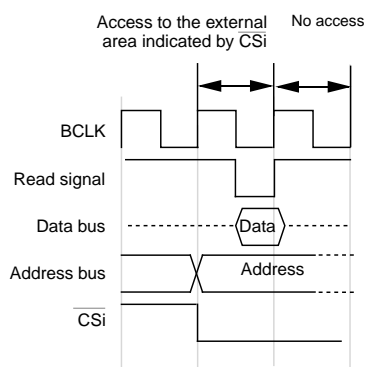 Access to the external
area indicated by CSi
No access
BCLK
Read signal
Data bus
Data
Address bus
Address
CSi